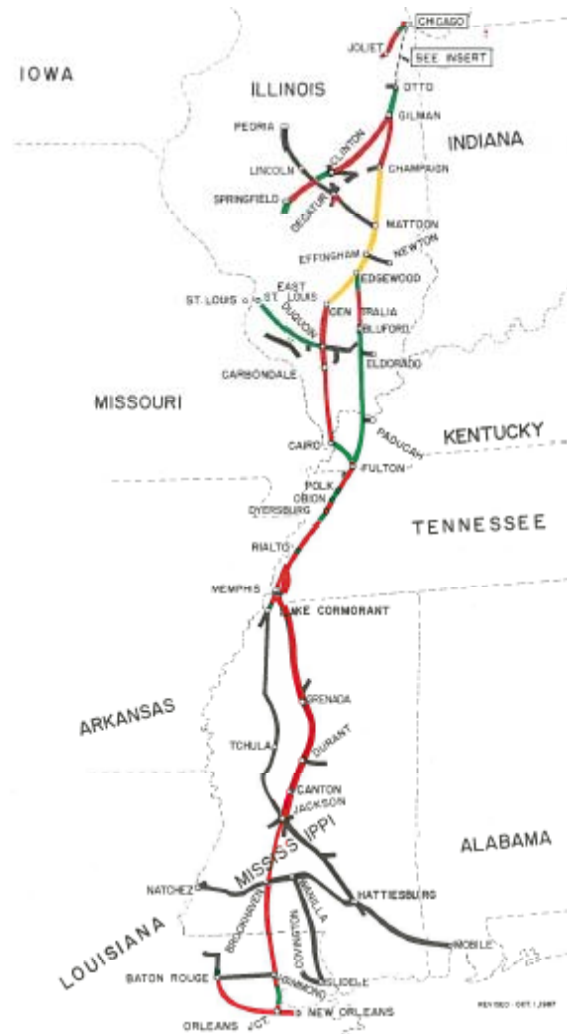 CHICAGO
JOLIET
SEE INSERT
IOWA
ILLINOIS
OTTO
GILMAN
PEORIA
INDIANA
CLINTON
LINCOLN
CHAMPAIGN
SPRINGFIELD
DECATUR
MATTOON
EFFINGHAM
NEWTON
EDGEWOOD
EAST
ST. LOUIS
ST. LOUIS
CENTRALIA
DUQUOIN
BLUFORD
ELDORADO
CARBONDALE
MISSOURI
PADUCAH
KENTUCKY
CAIRO
FULTON
POLK
OBION
DYERSBURG
TENNESSEE
RIALTO
MEMPHIS
LAKE CORMORANT
GRENADA
ARKANSAS
TCHULA
DURANT
CANTON
JACKSON
MISSISSIPPI
ALABAMA
NATCHEZ
WANILLA
HATTIESBURG
BROOKHAVEN
LOUISIANA
COVINGTON
MOBILE
BATON ROUGE
HAMMOND
SLIDELL
NEW ORLEANS
ORLEANS JCT.
REVISED - OCT. 1, 1987